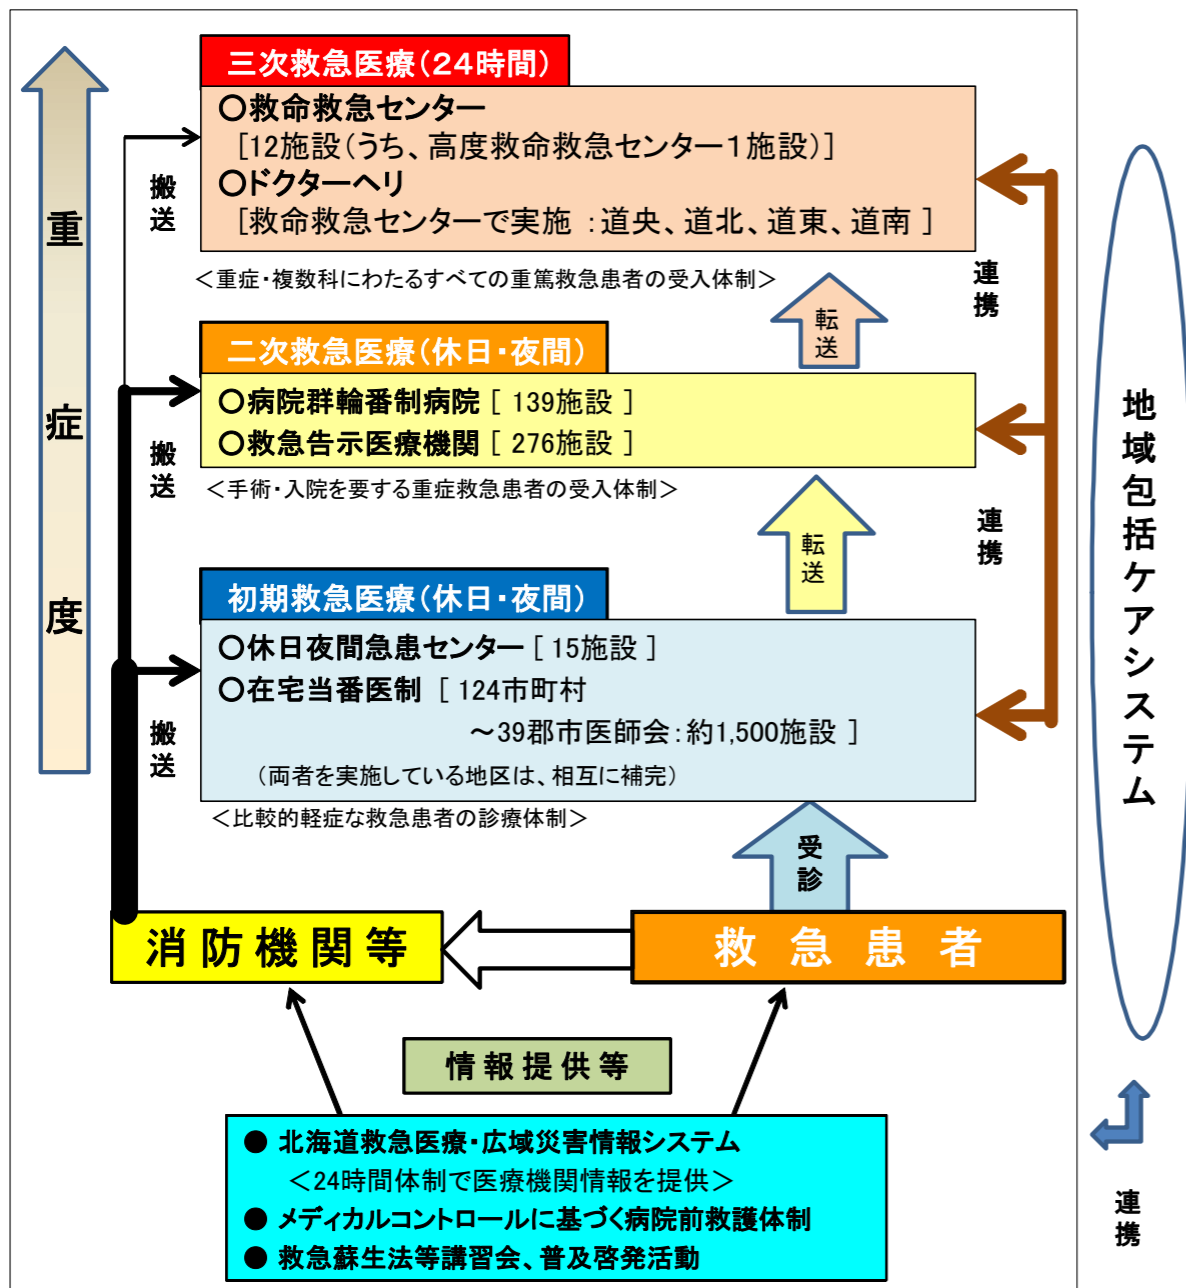 三次救急医療（２４時間）
○救命救急センター
［12施設（うち、高度救命救急センター１施設）］
○ドクターヘリ
［救命救急センターで実施 ：道央、道北、道東、道南 ］
＜重症・複数科にわたるすべての重篤救急患者の受入体制＞
搬送
転送
連携
重症度
二次救急医療（休日・夜間）
○病院群輪番制病院 ［ 139施設 ］
○救急告示医療機関 ［ 276施設 ］
＜手術・入院を要する重症救急患者の受入体制＞
搬送
転送
連携
地域包括ケアシステム
初期救急医療（休日・夜間）
○休日夜間急患センター ［ 15施設 ］
○在宅当番医制 ［ 124市町村
～39郡市医師会：約1,500施設 ］
（両者を実施している地区は、相互に補完）
＜比較的軽症な救急患者の診療体制＞
搬送
受診
消防機関等
救急患者
情報提供等
● 北海道救急医療・広域災害情報システム
＜24時間体制で医療機関情報を提供＞
● メディカルコントロールに基づく病院前救護体制
● 救急蘇生法等講習会、普及啓発活動
連携